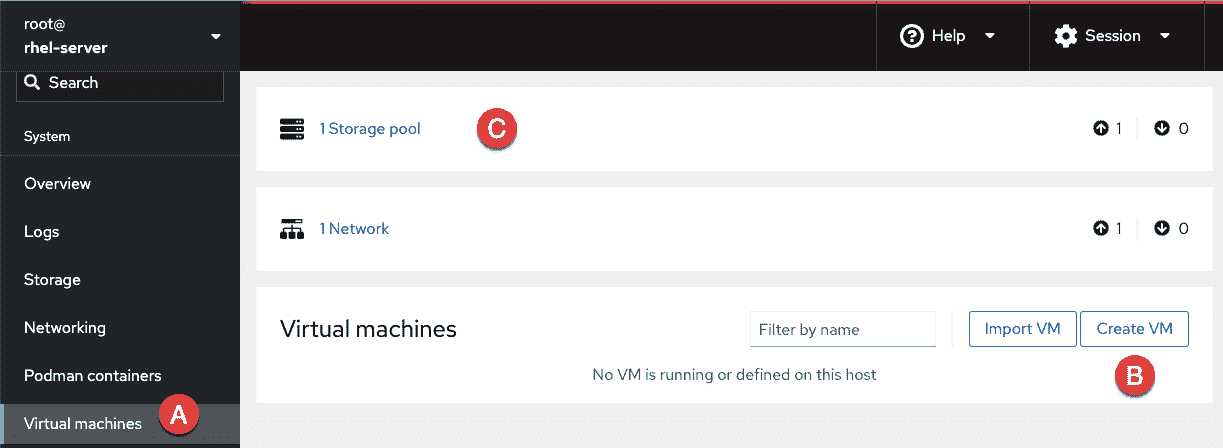 root@
rhel-server
Help
Session
Search
System
Overview
Logs
Storage
Networking
Podman containers
Virtual machines
A
1 Storage pool
C
1
0
1 Network
1
0
Virtual machines
Filter by name
Import VM
Create VM
No VM is running or defined on this host
B